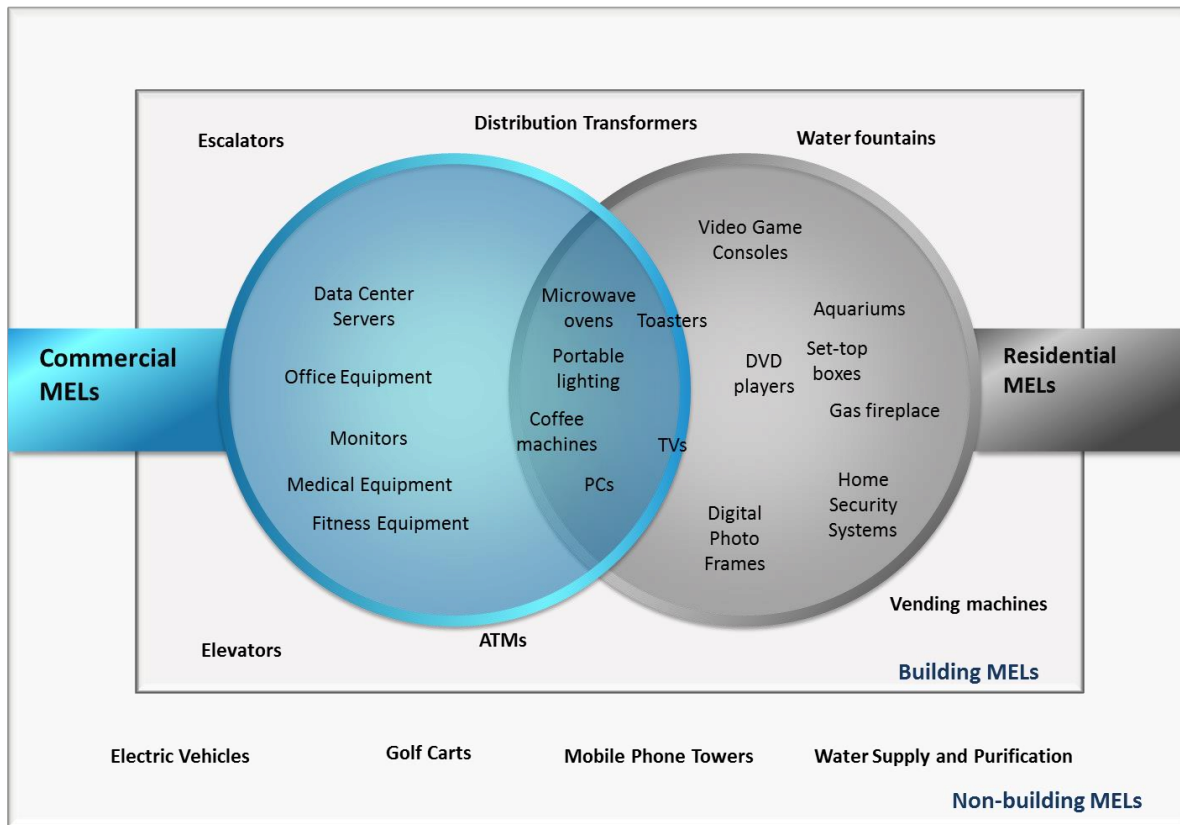 Distribution Transformers
Escalators
Water fountains
Video Game
Consoles
Data Center
Servers
Microwave
ovens
Toasters
Aquariums
Commercial
MELs
Office Equipment
Portable
lighting
DVD
players
Set-top
boxes
Residential
MELs
Gas fireplace
Monitors
Coffee
machines
TVs
Medical Equipment
PCs
Home
Security
Systems
Fitness Equipment
Digital
Photo
Frames
Vending machines
Elevators
ATMs
Building MELs
Electric Vehicles
Golf Carts
Mobile Phone Towers
Water Supply and Purification
Non-building MELs